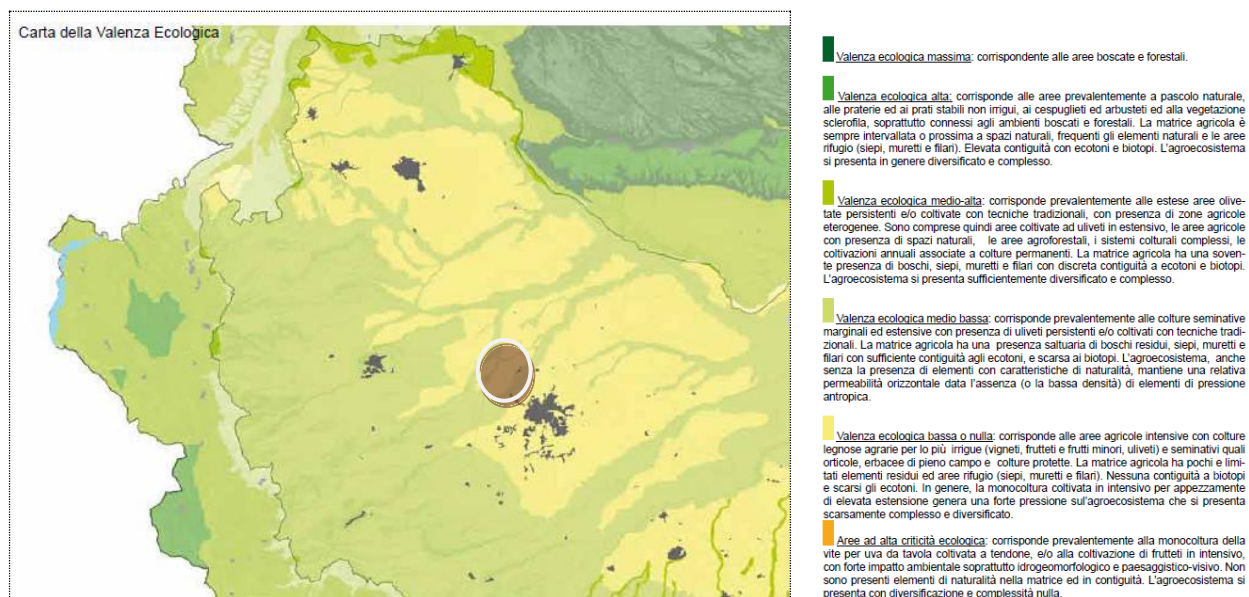 Carta della Valenza Ecologica
Valenza ecologica massima: corrispondente alle aree boscate e forestali.
Valenza ecologica alta: corrisponde alle aree prevalentemente a pascolo naturale,
alle praterie ed ai prati stabili non irrigui, ai cespuglieti ed arbusteti ed alla vegetazione
sclerofila, soprattutto connessi agli ambienti boscati e forestali. La matrice agricola è
sempre intervallata o prossima a spazi naturali, frequenti gli elementi naturali e le aree
rifugio (siepi, muretti e filari). Elevata contiguità con ecotoni e biotopi. L'agroecosistema
si presenta in genere diversificato e complesso.
Valenza ecologica medio-alta: corrisponde prevalentemente alle estese aree olive-
tate persistenti e/o coltivate con tecniche tradizionali, con presenza di zone agricole
eterogenee. Sono comprese quindi aree coltivate ad uliveti in estensivo, le aree agricole
con presenza di spazi naturali, le aree agroforestali, i sistemi colturali complessi, le
coltivazioni annuali associate a colture permanenti. La matrice agricola ha una soven-
te presenza di boschi, siepi, muretti e filari con discreta contiguità a ecotoni e biotopi.
L'agroecosistema si presenta sufficientemente diversificato e complesso.
Valenza ecologica medio bassa: corrisponde prevalentemente alle colture seminative
marginali ed estensive con presenza di uliveti persistenti e/o coltivati con tecniche tradi-
zionali. La matrice agricola ha una presenza saltuaria di boschi residui, siepi, muretti e
filari con sufficiente contiguità agli ecotoni, e scarsa ai biotopi. L'agroecosistema, anche
senza la presenza di elementi con caratteristiche di naturalità, mantiene una relativa
permeabilità orizzontale data l'assenza (o la bassa densità) di elementi di pressione
antropica.
Valenza ecologica bassa o nulla: corrisponde alle aree agricole intensive con colture
legnose agrarie per lo più irrigue (vigneti, frutteti e frutti minori, uliveti) e seminativi quali
orticole, erbacee di pieno campo e colture protette. La matrice agricola ha pochi e limi-
tati elementi residui ed aree rifugio (siepi, muretti e filari). Nessuna contiguità a biotopi
e scarsi gli ecotoni. In genere, la monocoltura coltivata in intensivo per appezzamento
di elevata estensione genera una forte pressione sull'agroecosistema che si presenta
scarsamente complesso e diversificato.
Aree ad alta criticità ecologica: corrisponde prevalentemente alla monocoltura della
vite per uva da tavola coltivata a tendone, e/o alla coltivazione di frutteti in intensivo,
con forte impatto ambientale soprattutto idrogeomorfologico e paesaggistico-visivo. Non
sono presenti elementi di naturalità nella matrice ed in contiguità. L'agroecosistema si
presenta con diversificazione e complessità nulla.